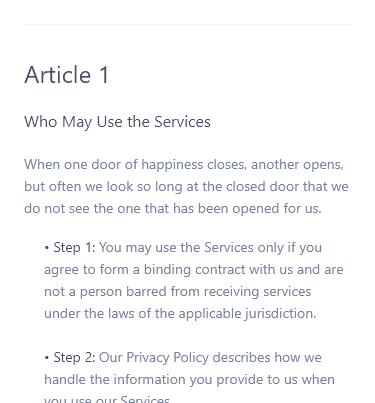 Article 1
Who May Use the Services
When one door of happiness closes, another opens,
but often we look so long at the closed door that we
do not see the one that has been opened for us.
• Step 1: You may use the Services only if you
agree to form a binding contract with us and are
not a person barred from receiving services
under the laws of the applicable jurisdiction.
• Step 2: Our Privacy Policy describes how we
handle the information you provide to us when
you use our Services.